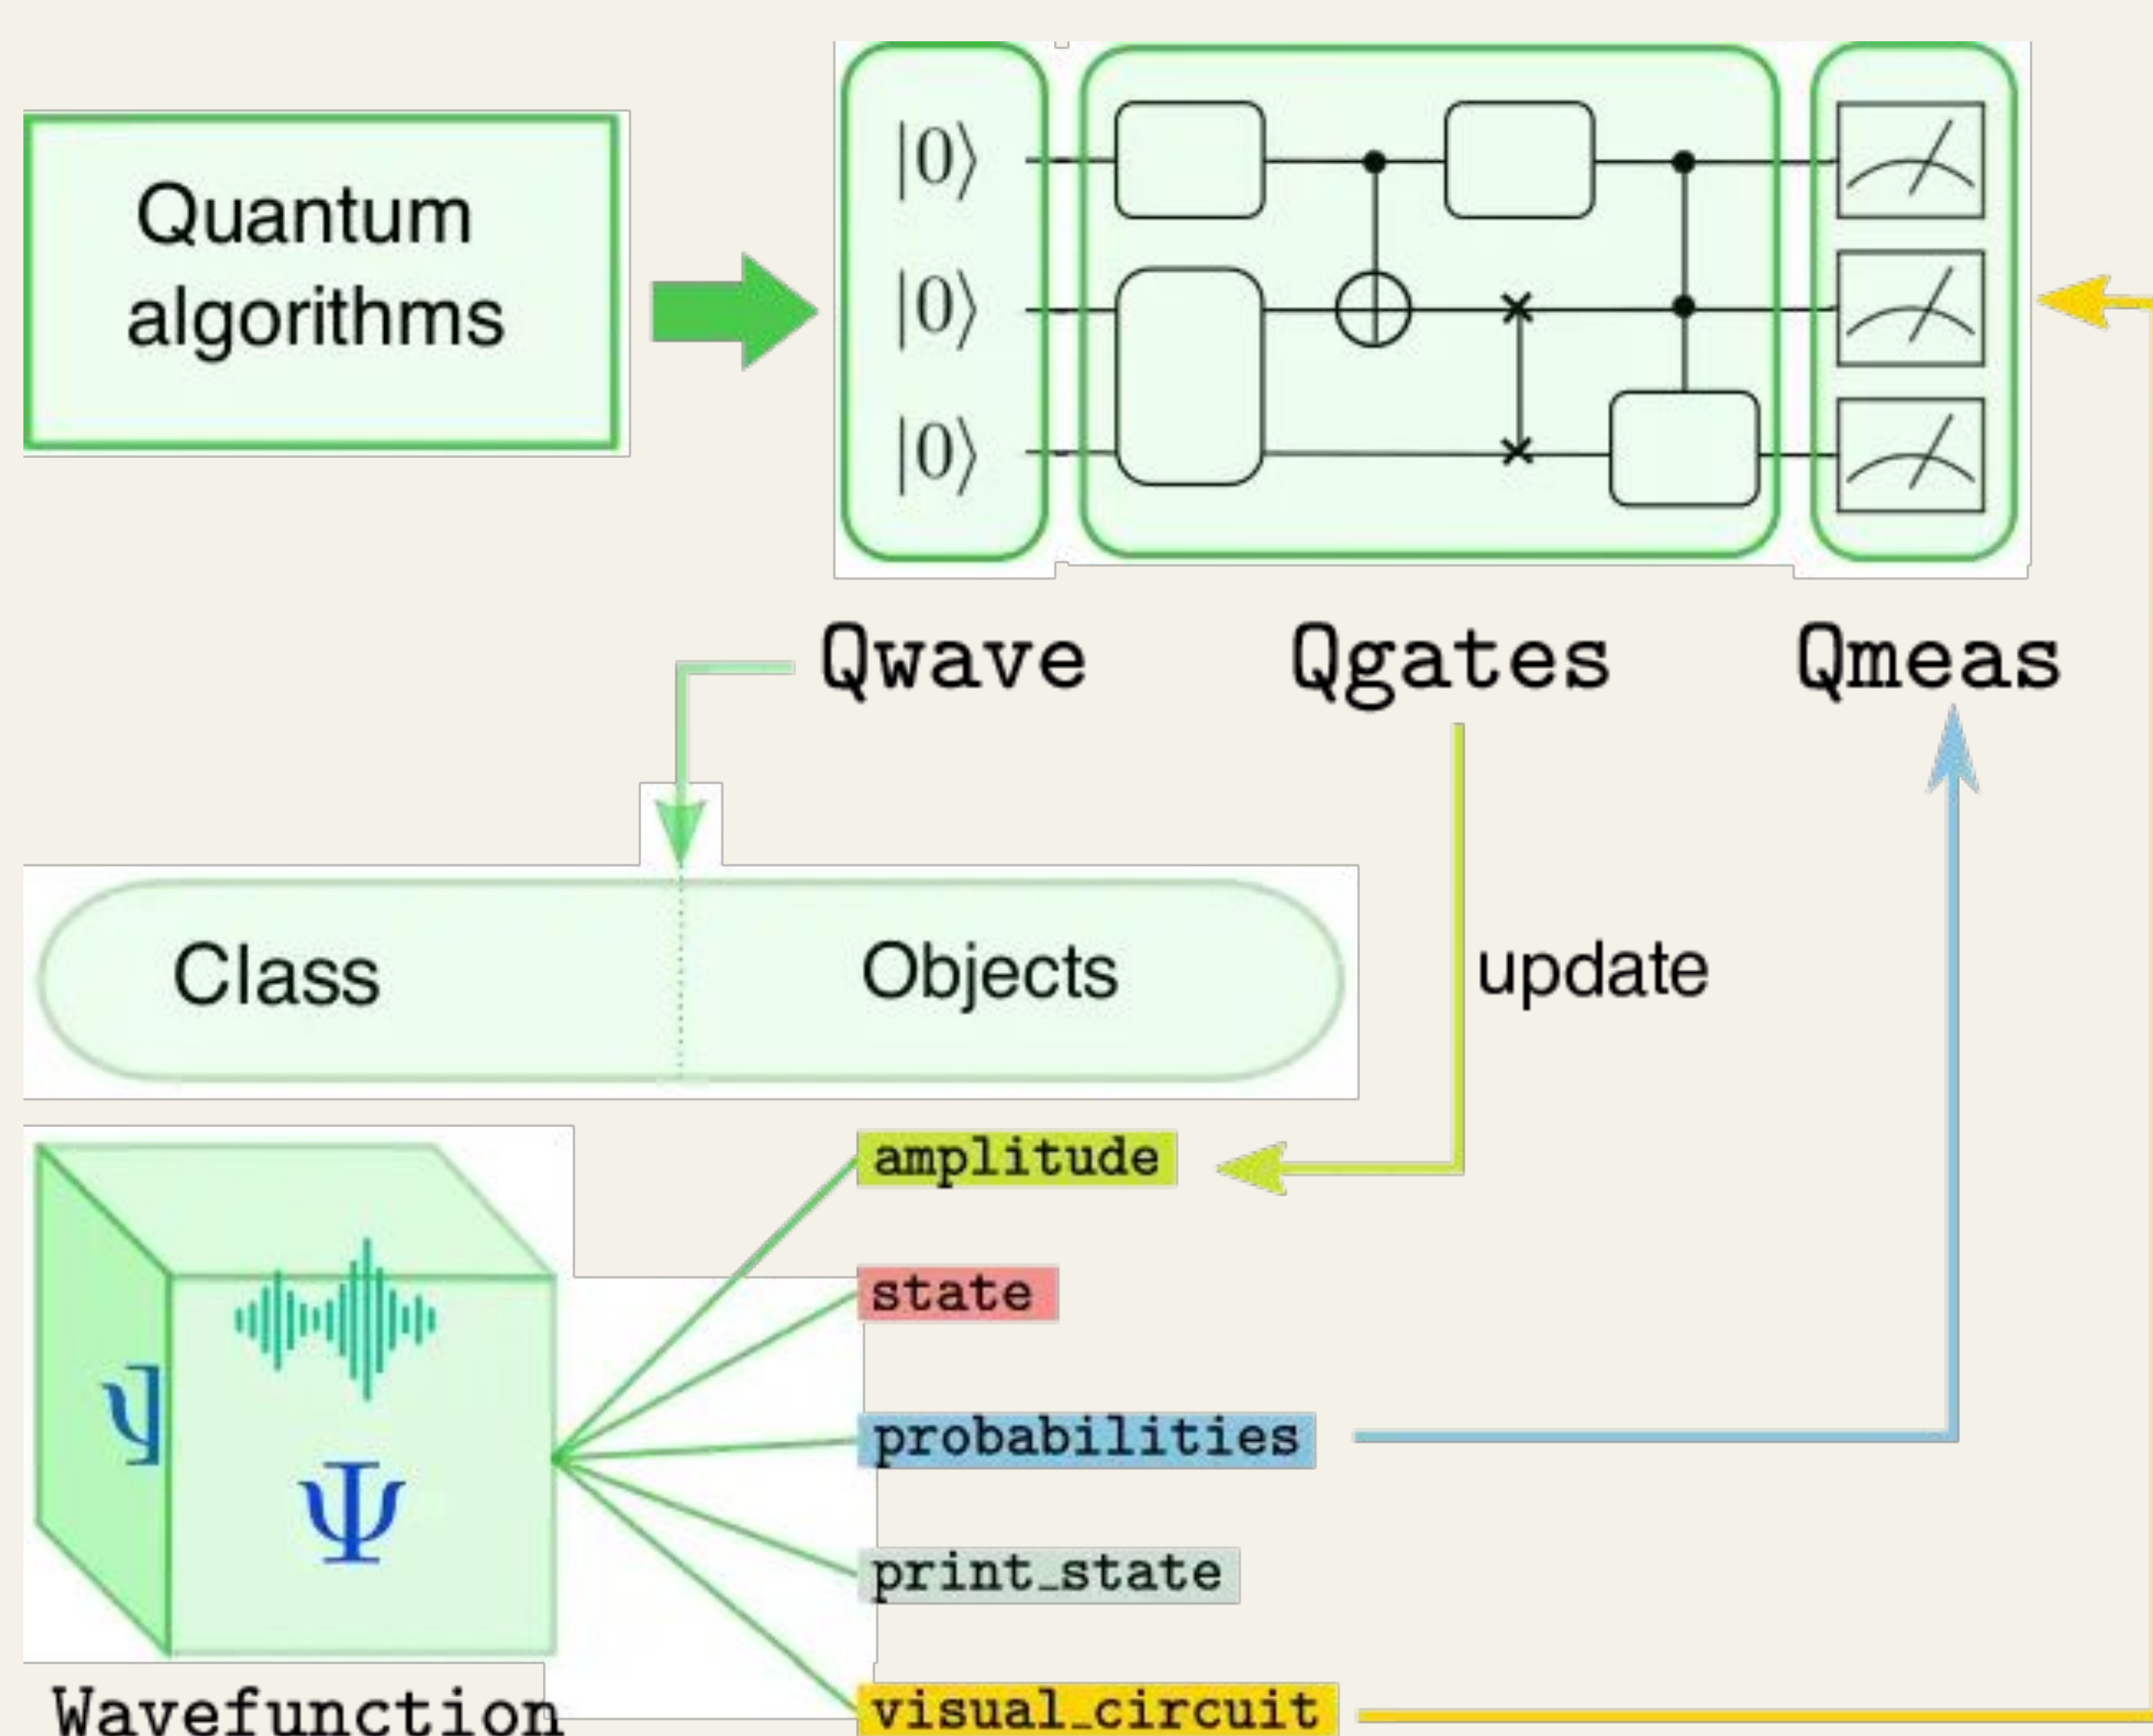 Quantum
algorithms
|0⟩
|0⟩
|0⟩
Qwave
Qgates
Qmeas
Class
Objects
update
amplitude
state
probabilities
print_state
visual_circuit
Ψ
Ψ
Wavefunction